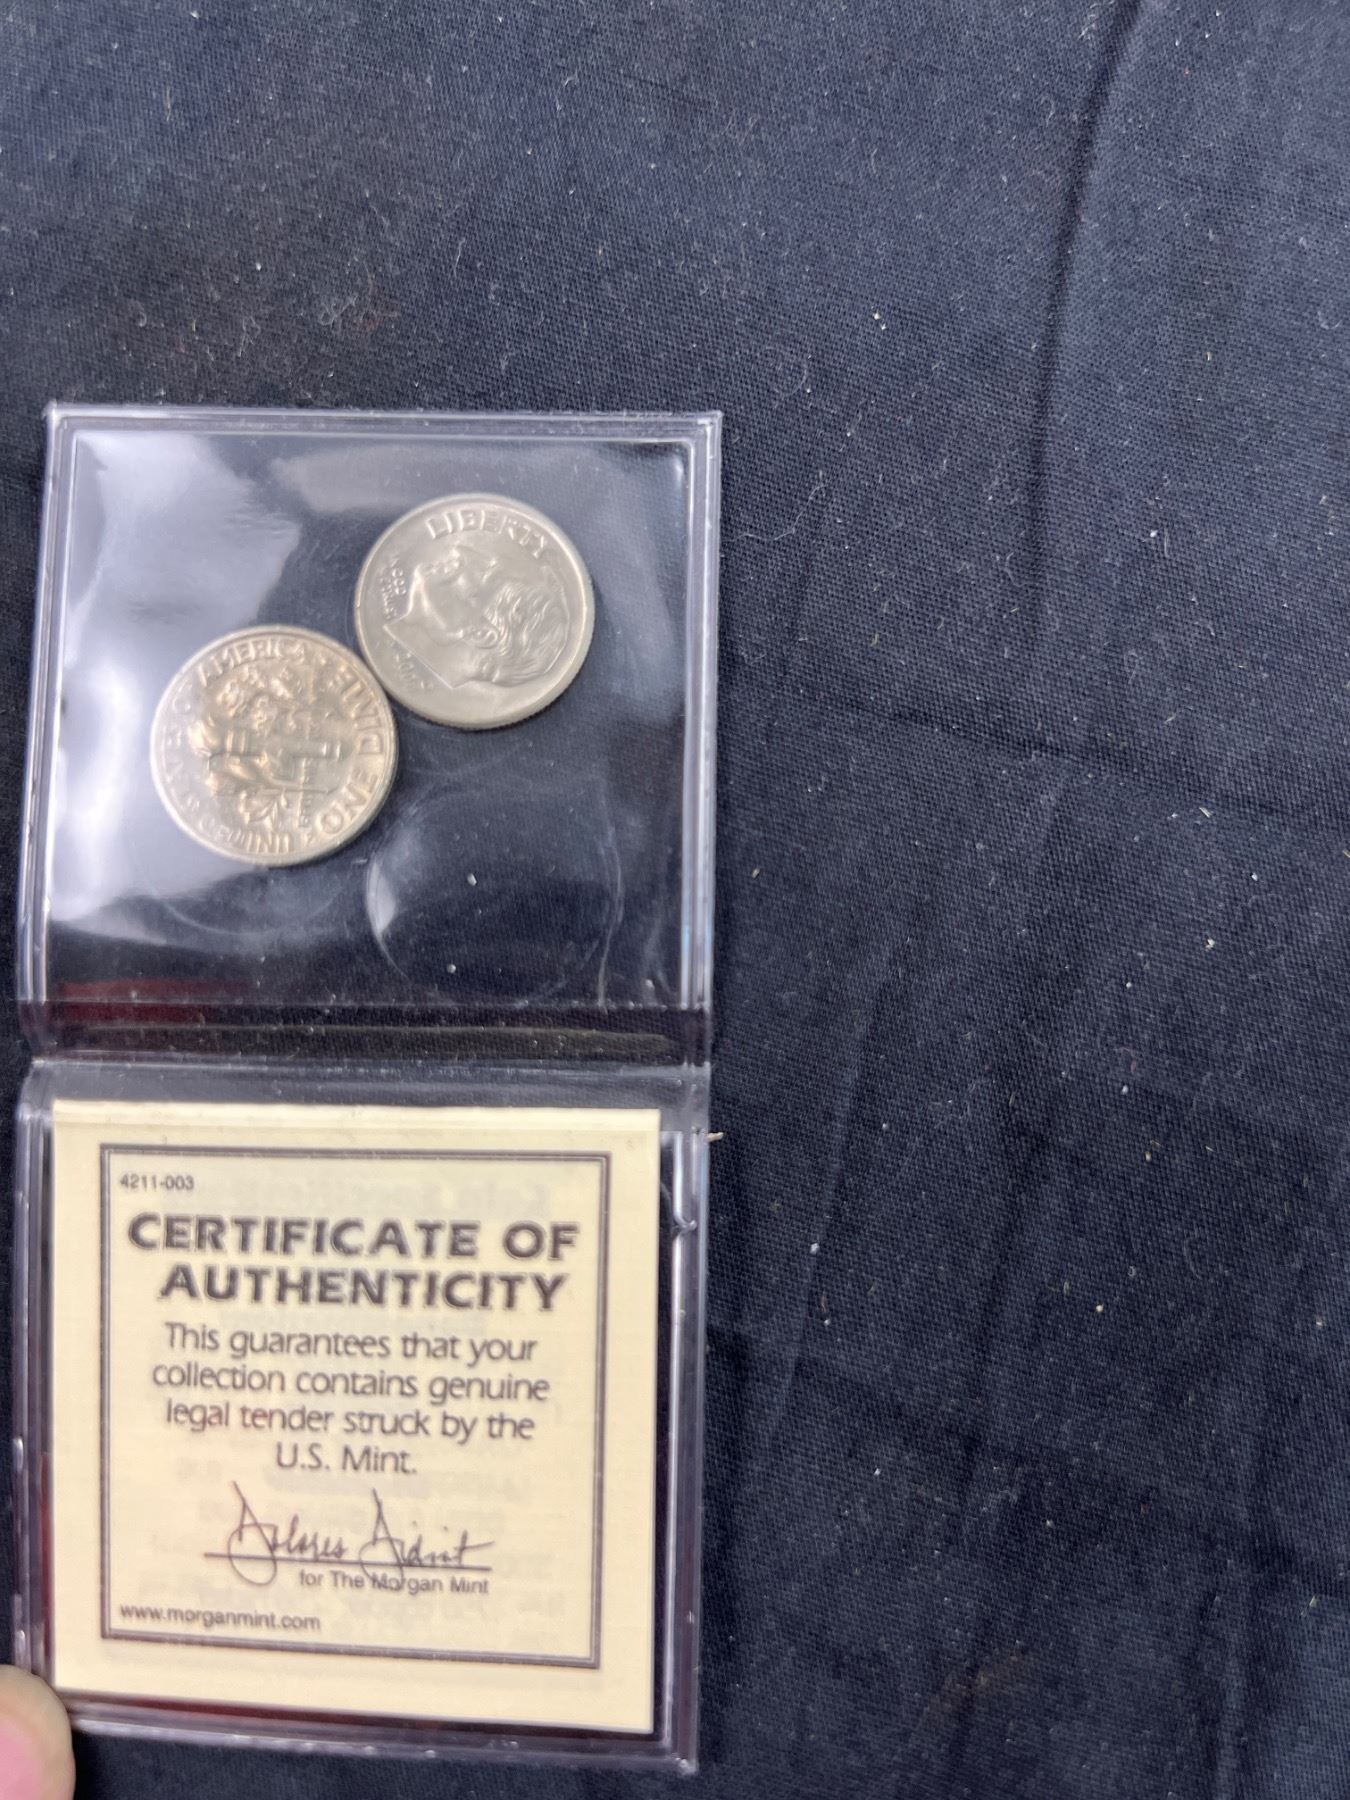 LIBERTY
UNITED STATES OF AMERICA • ONE DIME •
4211-003
CERTIFICATE OF
AUTHENTICITY
This guarantees that your
collection contains genuine
legal tender struck by the
U.S. Mint.
Dolores
for The Morgan Mint
www.morganmint.com